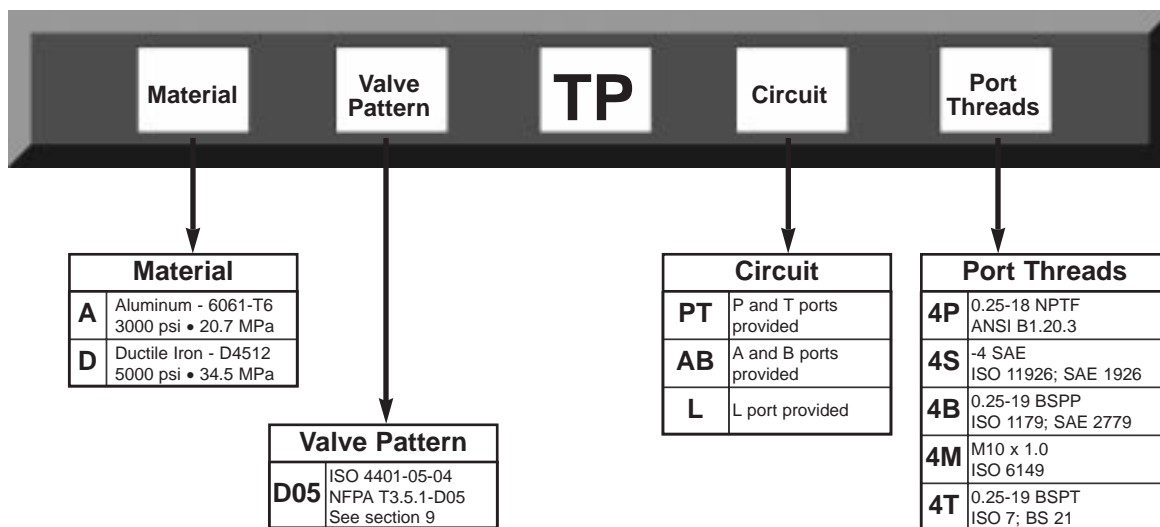 Material
Valve
Pattern
TP
Circuit
Port
Threads
Material
A
Aluminum - 6061-T6
3000 psi • 20.7 MPa
D
Ductile Iron - D4512
5000 psi • 34.5 MPa
Valve Pattern
D05
ISO 4401-05-04
NFPA T3.5.1-D05
See section 9
Circuit
PT
P and T ports
provided
AB
A and B ports
provided
L
L port provided
Port Threads
4P
0.25-18 NPTF
ANSI B1.20.3
4S
-4 SAE
ISO 11926; SAE 1926
4B
0.25-19 BSPP
ISO 1179; SAE 2779
4M
M10 x 1.0
ISO 6149
4T
0.25-19 BSPT
ISO 7; BS 21